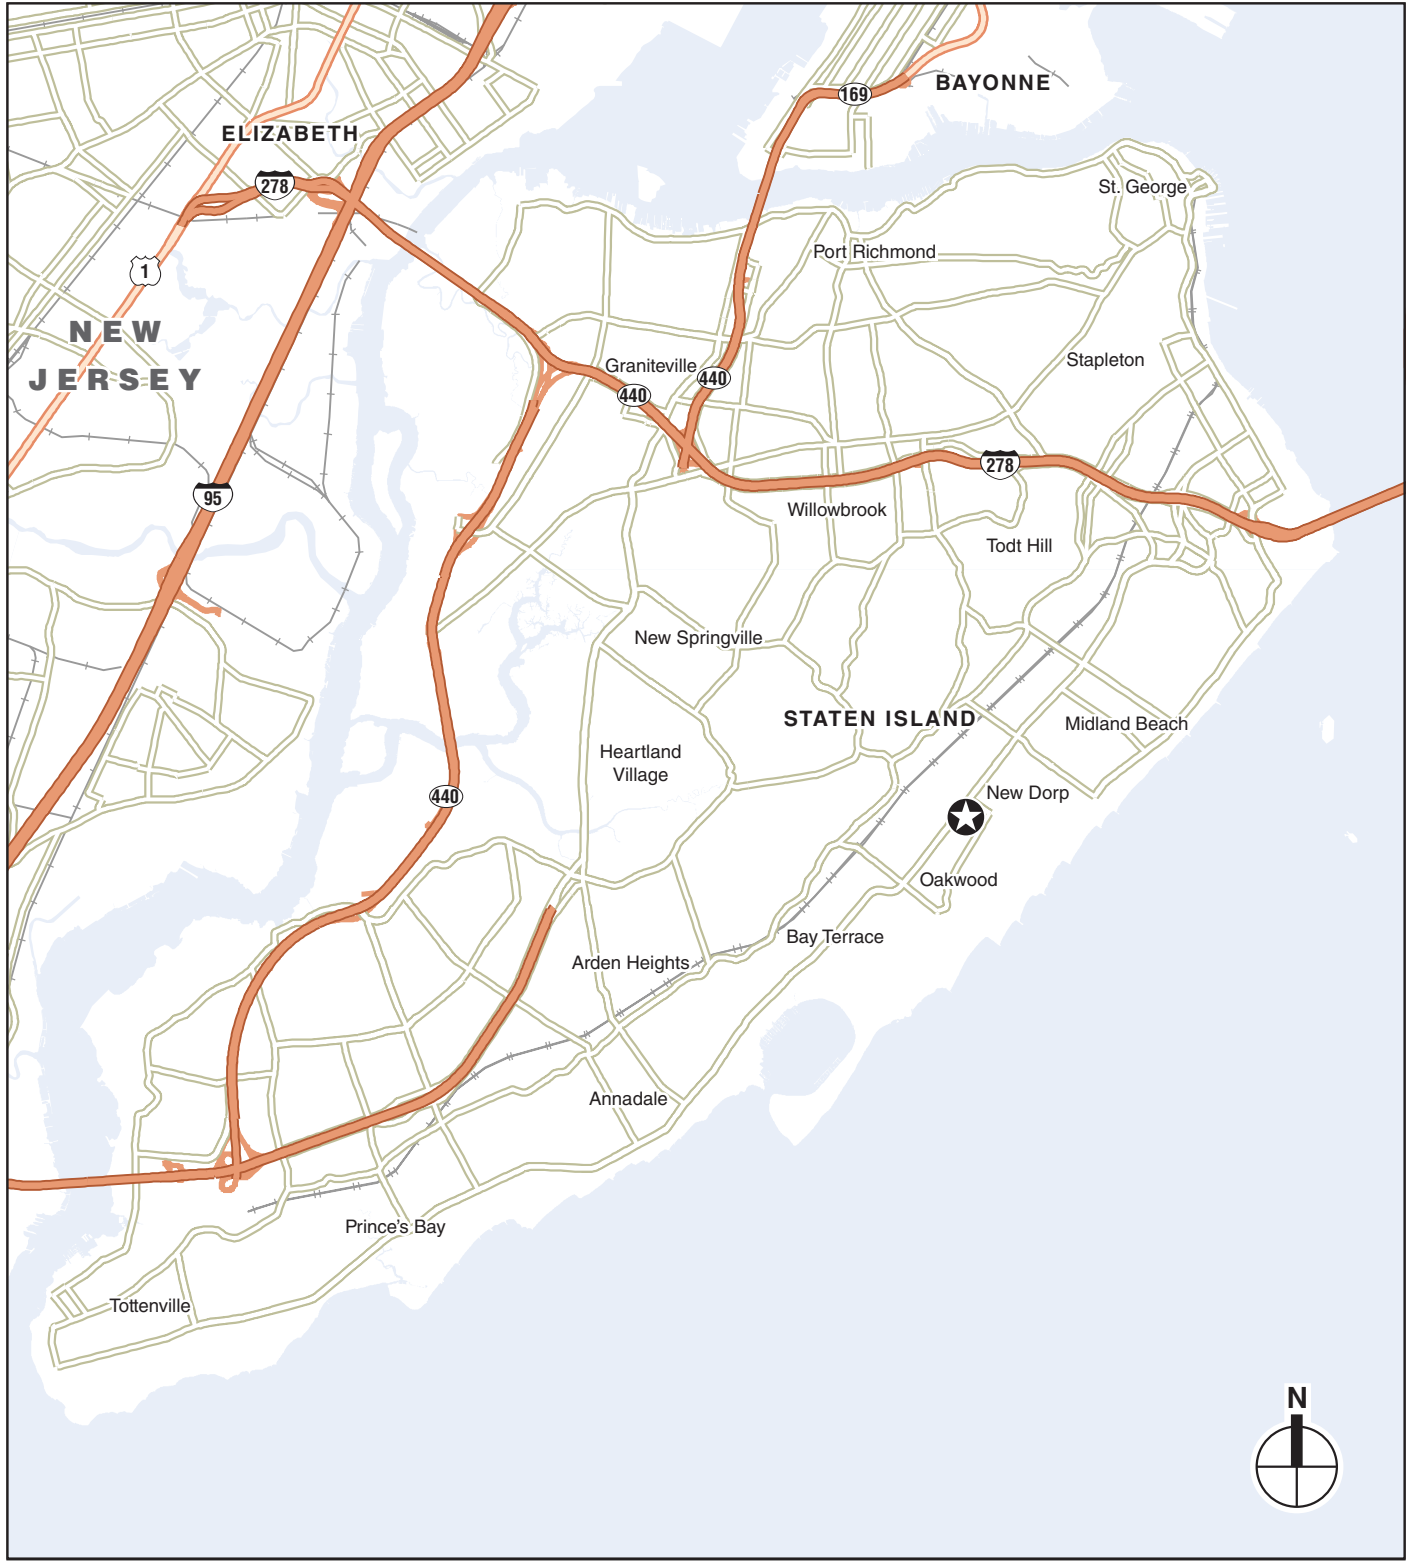 169
BAYONNE
ELIZABETH
278
St. George
Port Richmond
1
NEW
JERSEY
Graniteville
440
440
Stapleton
278
95
Willowbrook
Todt Hill
New Springville
STATEN ISLAND
Midland Beach
Heartland
Village
440
New Dorp
Oakwood
Bay Terrace
Arden Heights
Annadale
Prince's Bay
Tottenville
N